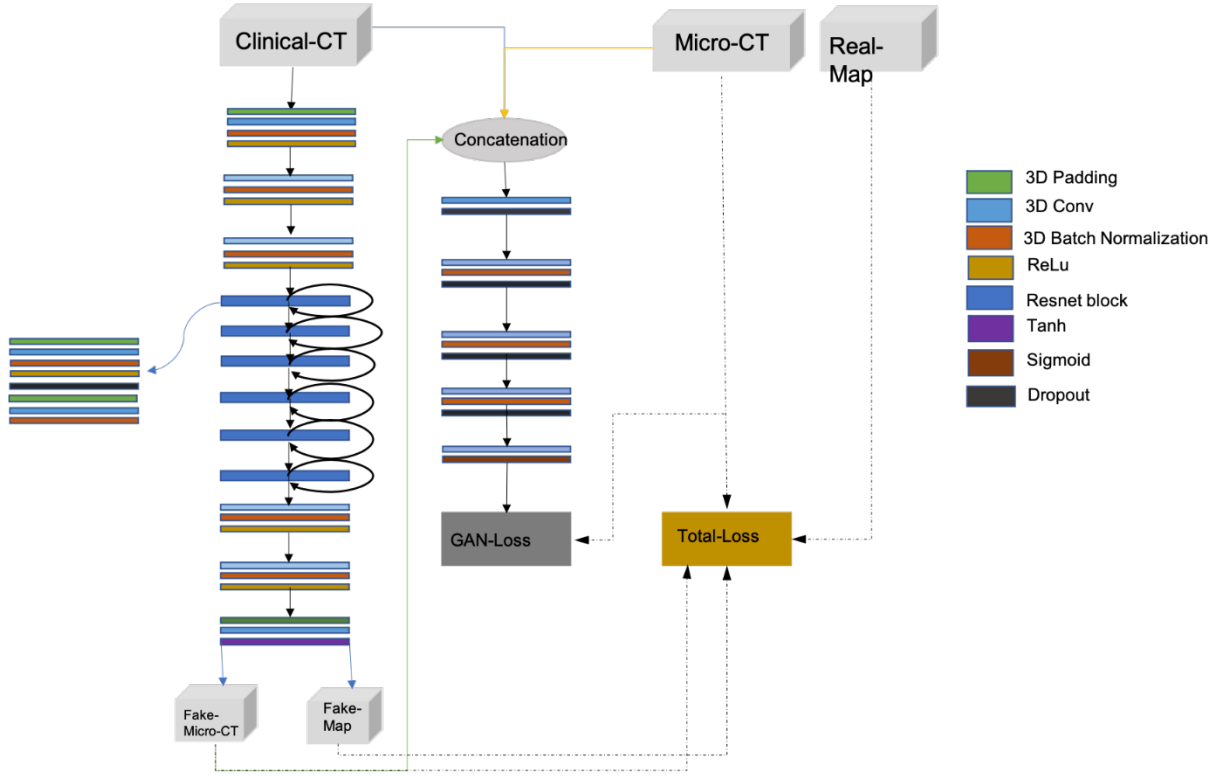 Clinical-CT
Micro-CT
Real-
Map
Concatenation
3D Padding
3D Conv
3D Batch Normalization
ReLu
Resnet block
Tanh
Sigmoid
Dropout
GAN-Loss
Total-Loss
Fake-
Micro-CT
Fake-
Map